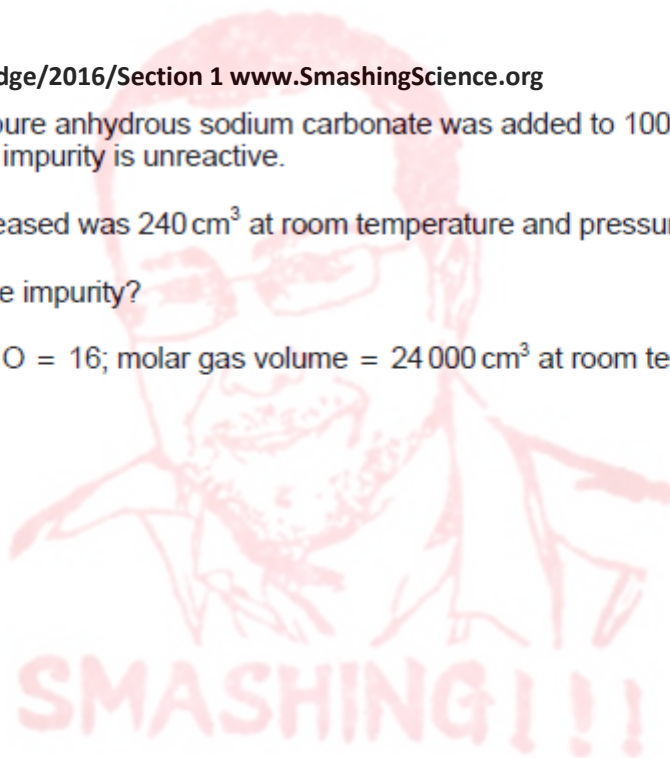 dge/2016/Section 1 www.SmashingScience.org
pure anhydrous sodium carbonate was added to 100
impurity is unreactive.
eased was 240 cm³ at room temperature and pressu
e impurity?
O = 16; molar gas volume = 24 000 cm³ at room te
SMASHING!!!